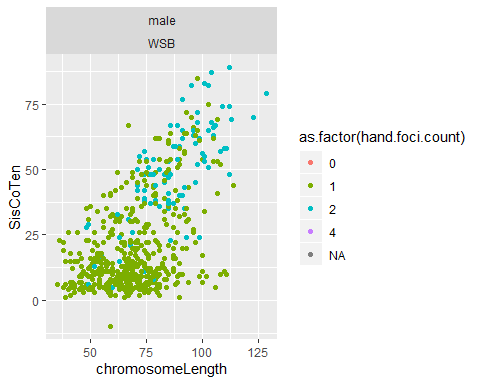 male
WSB
75
50
25
0
SisCoTen
50
75
100
125
chromosomeLength
as.factor(hand.foci.count)
0
1
2
4
NA